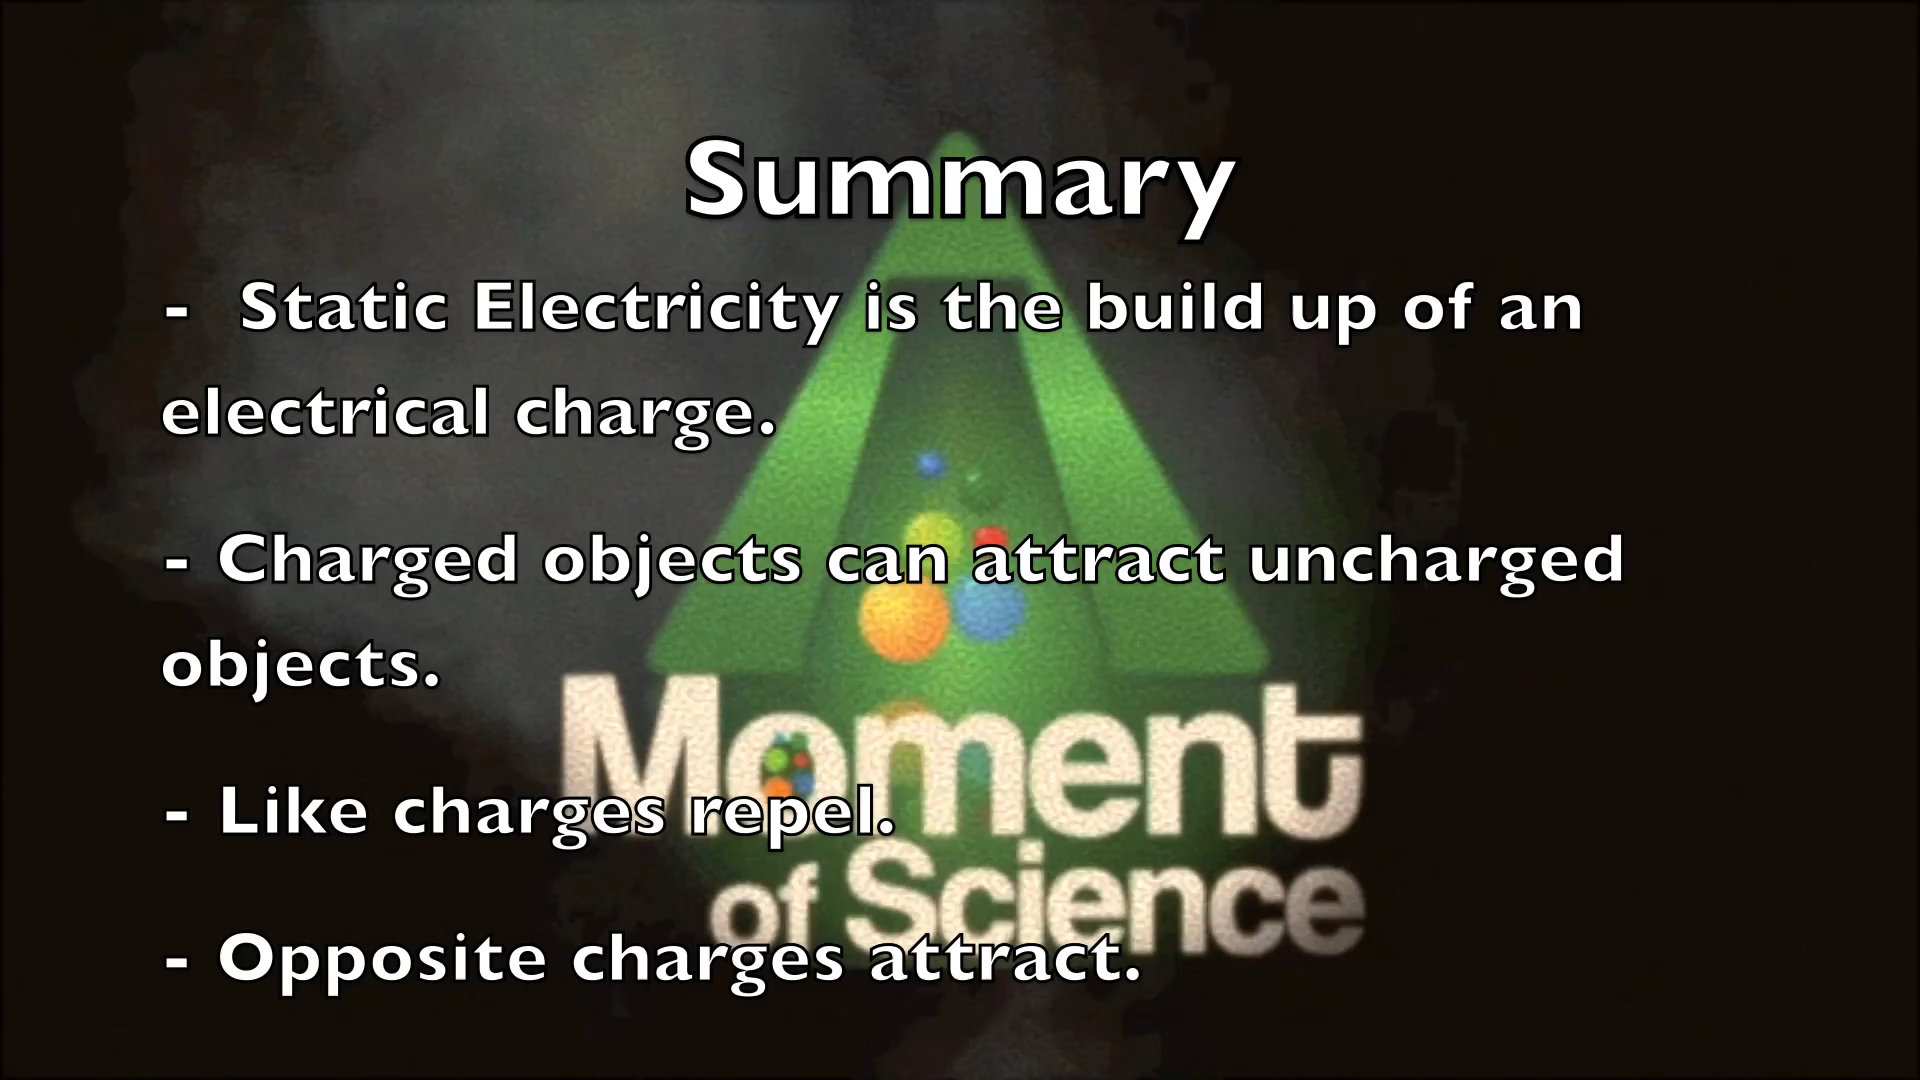 Summary
-  Static Electricity is the build up of an
electrical charge.
- Charged objects can attract uncharged
objects.
- Like charges repel.
- Opposite charges attract.
Moment
of Science